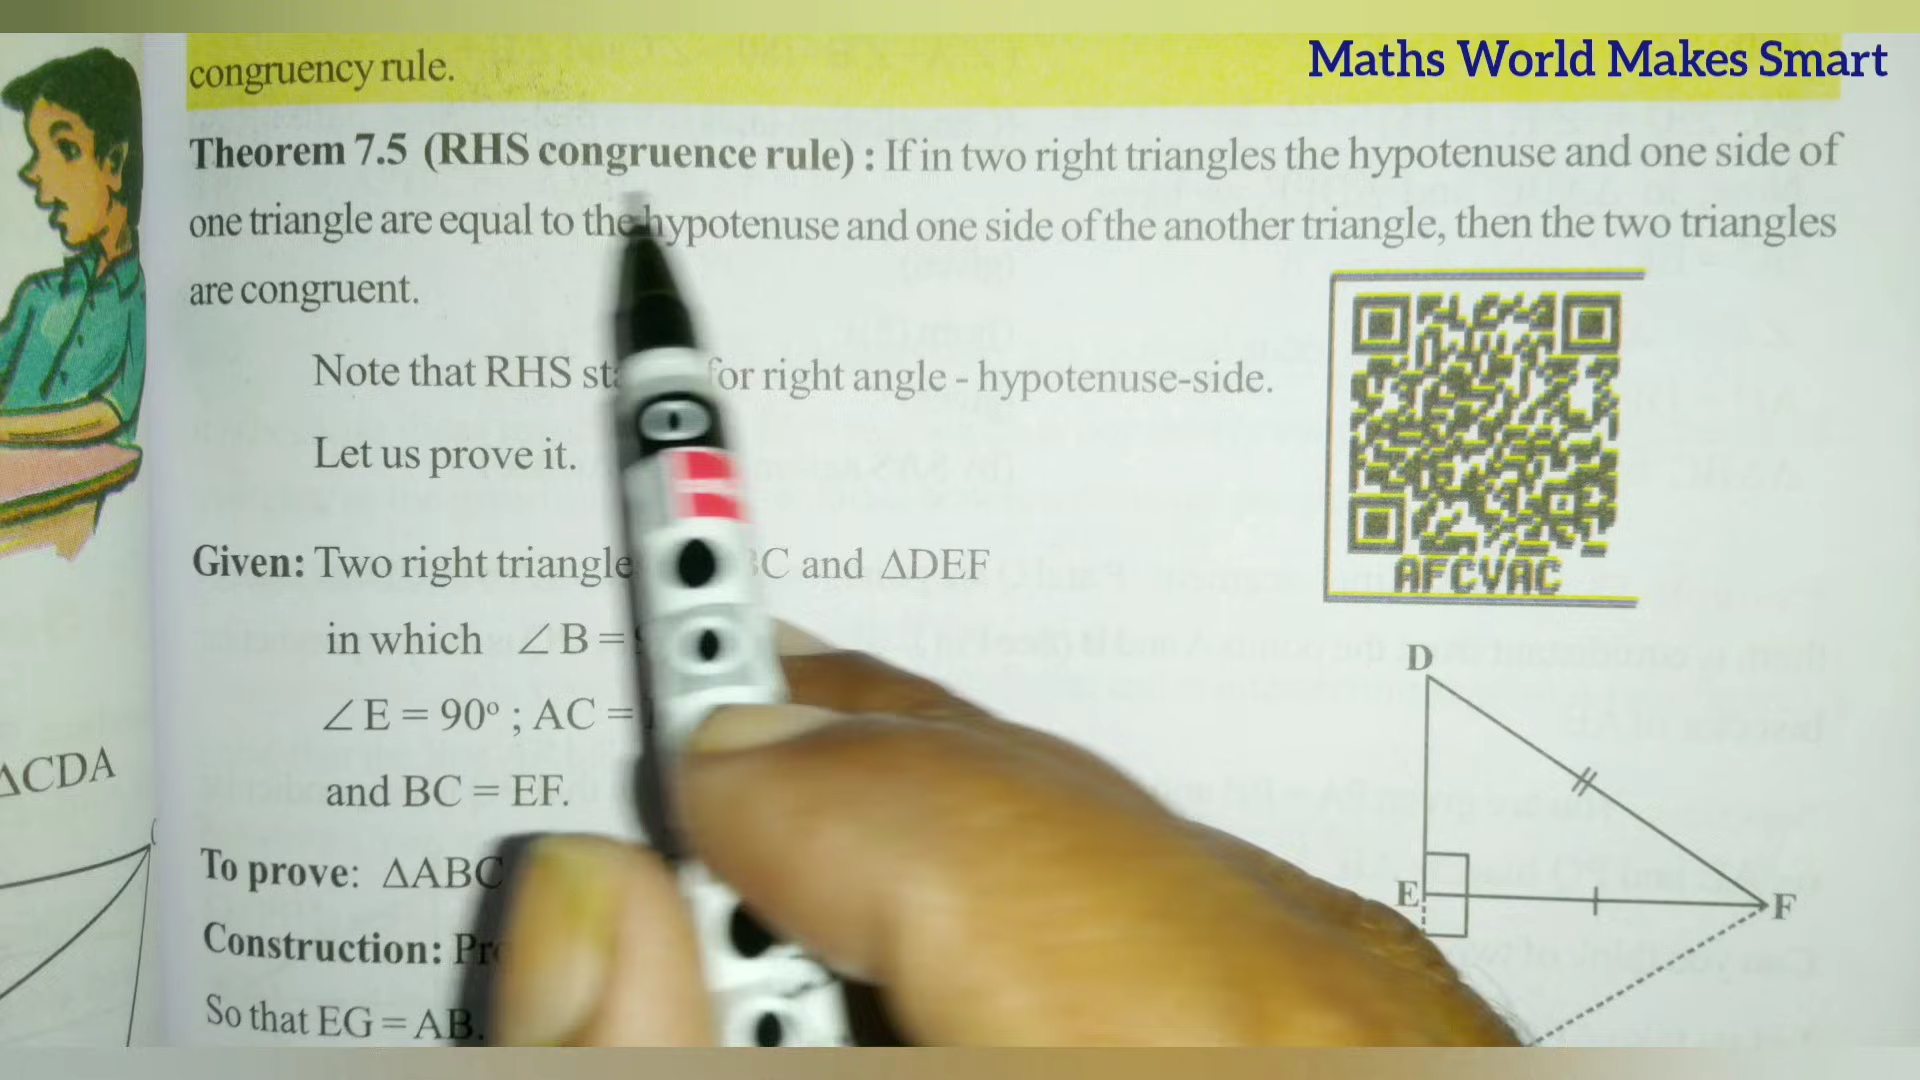 Maths World Makes Smart
congruency rule.
Theorem 7.5 (RHS congruence rule) : If in two right triangles the hypotenuse and one side of
one triangle are equal to the hypotenuse and one side of the another triangle, then the two triangles
are congruent.
Note that RHS for right angle - hypotenuse-side.
Let us prove it.
AFCVAC
Given: Two right triangle and ΔDEF
in which ∠B =
∠E = 90° ; AC =
and BC = EF.
To prove: ΔABC
Construction:
So that EG = AB.
D
E
F
ΔCDA